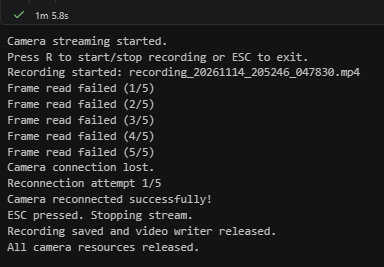 1m 5.8s
Camera streaming started.
Press R to start/stop recording or ESC to exit.
Recording started: recording_20261114_205246_047830.mp4
Frame read failed (1/5)
Frame read failed (2/5)
Frame read failed (3/5)
Frame read failed (4/5)
Frame read failed (5/5)
Camera connection lost.
Reconnection attempt 1/5
Camera reconnected successfully!
ESC pressed. Stopping stream.
Recording saved and video writer released.
All camera resources released.